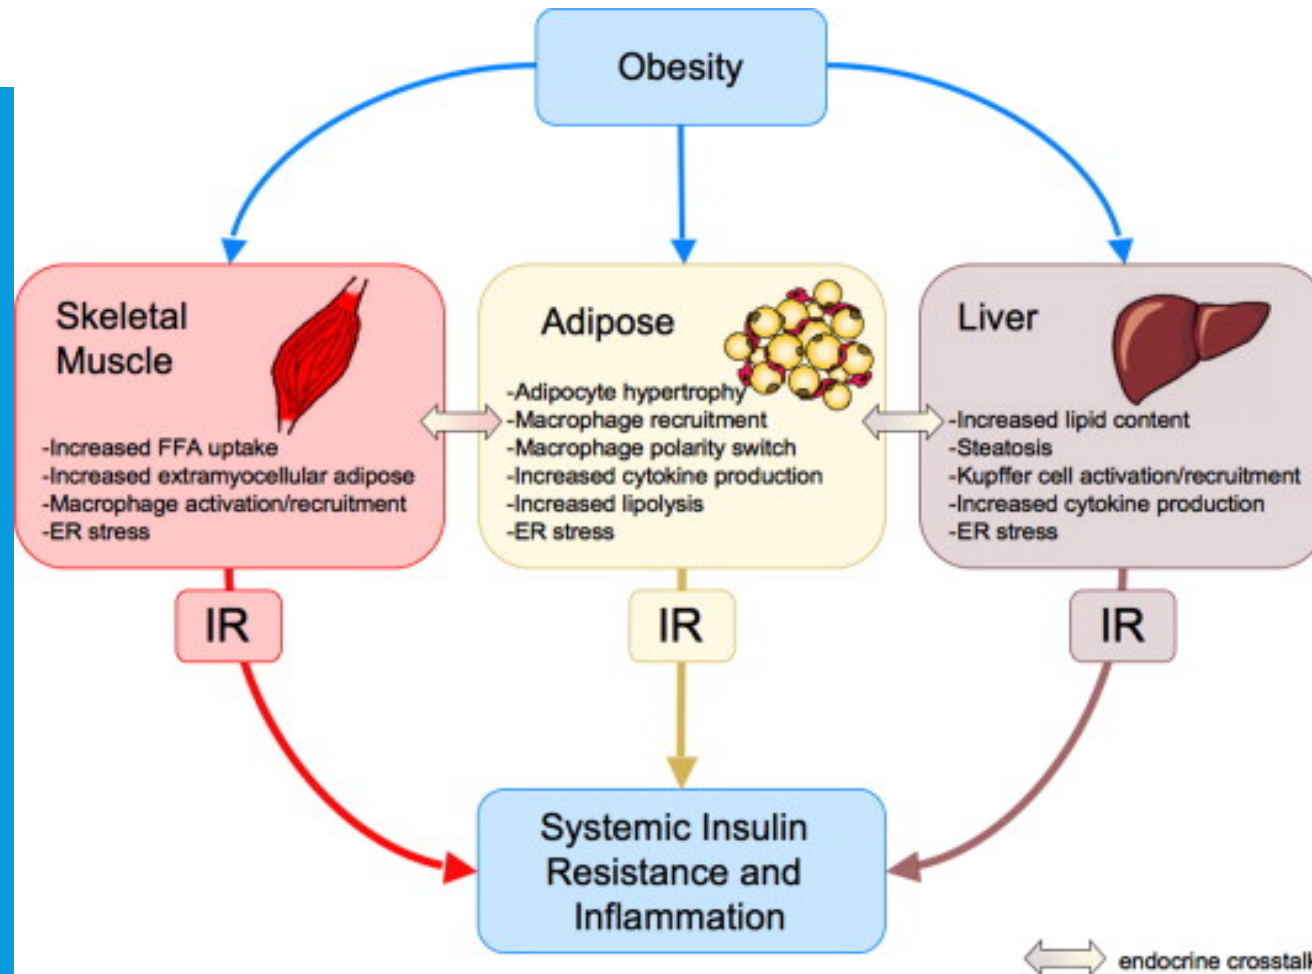 Obesity
Skeletal
Muscle
-Increased FFA uptake
-Increased extramyocellular adipose
-Macrophage activation/recruitment
-ER stress
Adipose
-Adipocyte hypertrophy
-Macrophage recruitment
-Macrophage polarity switch
-Increased cytokine production
-Increased lipolysis
-ER stress
Liver
-Increased lipid content
-Steatosis
-Kupffer cell activation/recruitment
-Increased cytokine production
-ER stress
IR
IR
IR
Systemic Insulin
Resistance and
Inflammation
endocrine crosstalk